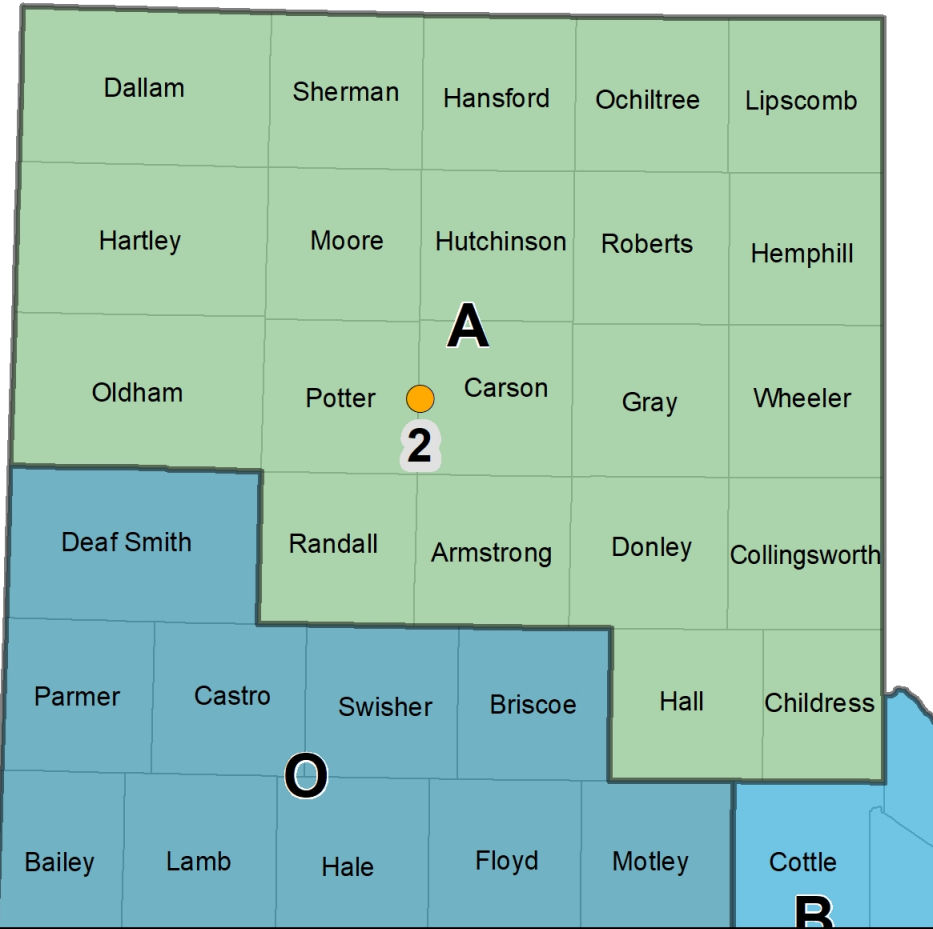 Dallam
Sherman
Hansford
Ochiltree
Lipscomb
Hartley
Moore
Hutchinson
Roberts
Hemphill
A
Oldham
Potter
Carson
Gray
Wheeler
2
Deaf Smith
Randall
Armstrong
Donley
Collingsworth
Parmer
Castro
Swisher
Briscoe
Hall
Childress
O
Bailey
Lamb
Hale
Floyd
Motley
Cottle
B